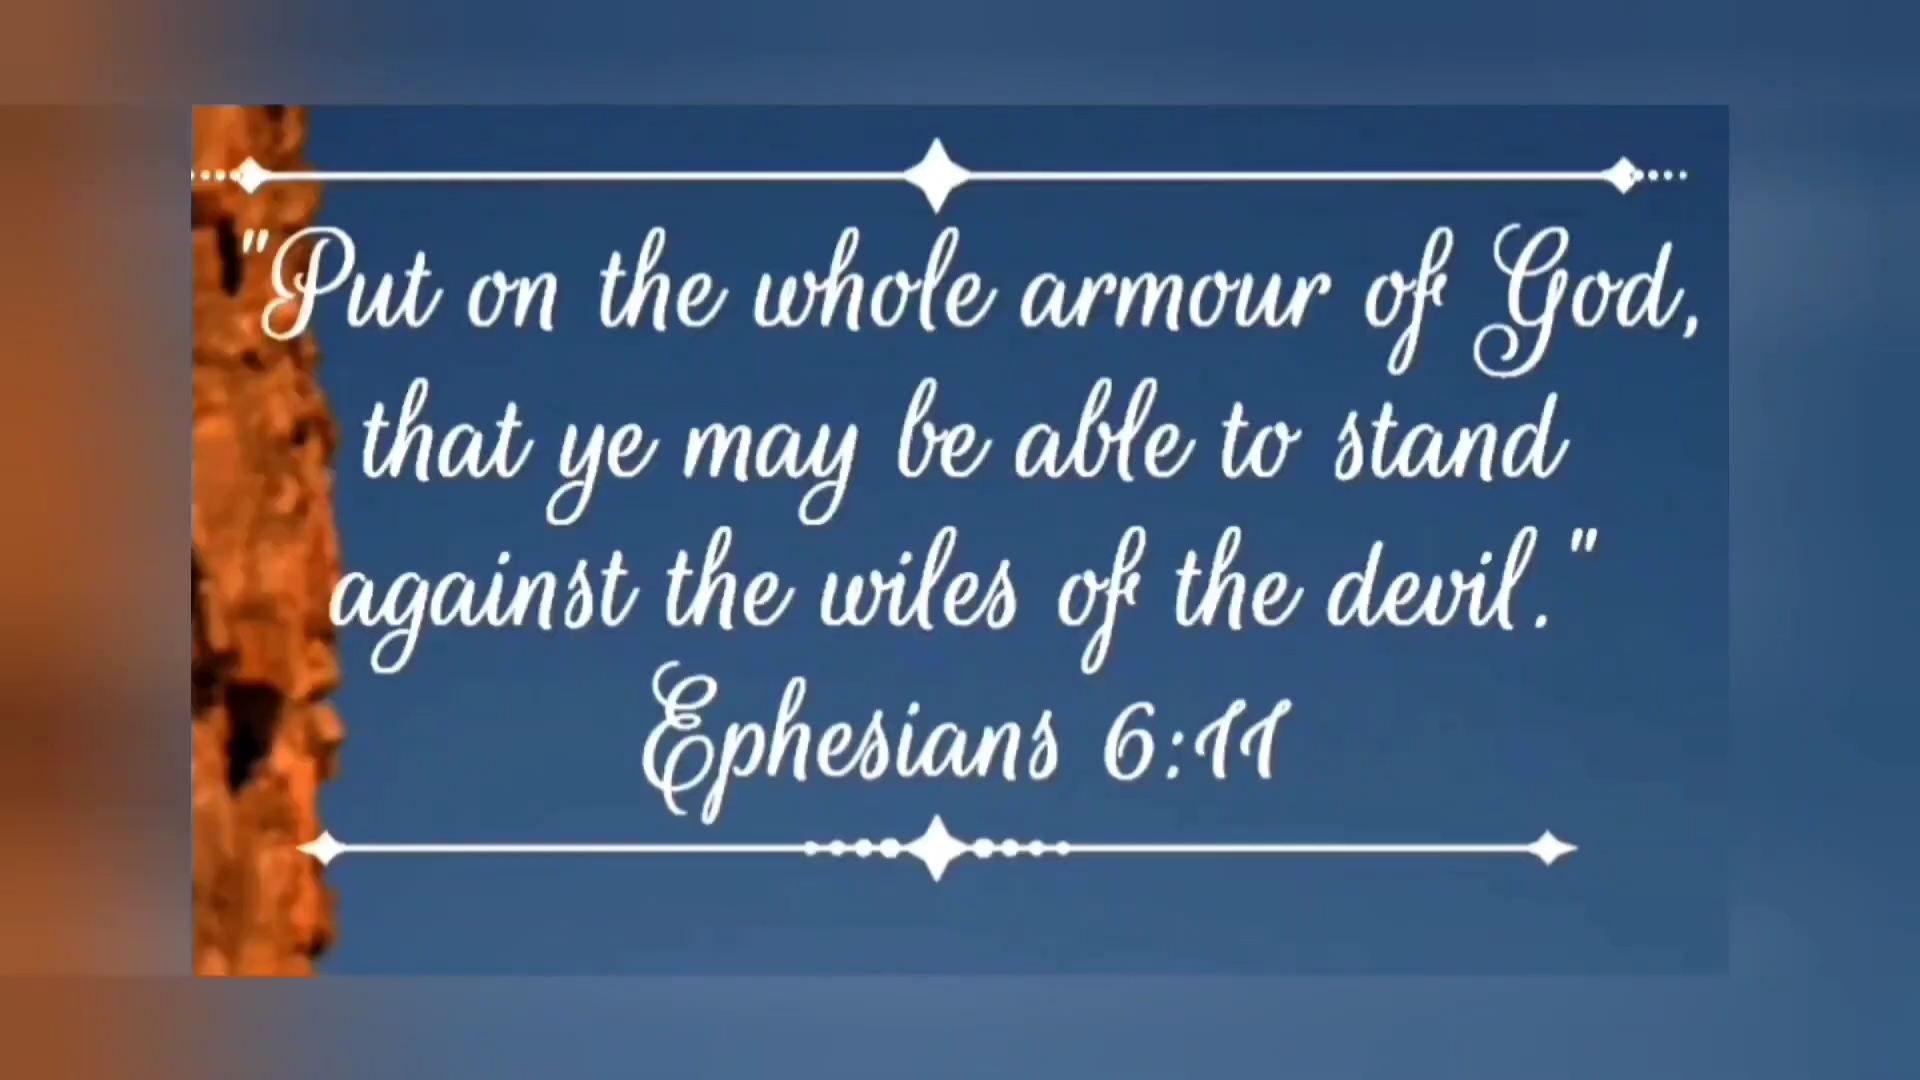 "Put on the whole armour of God,
that ye may be able to stand
against the wiles of the devil."
Ephesians 6:11